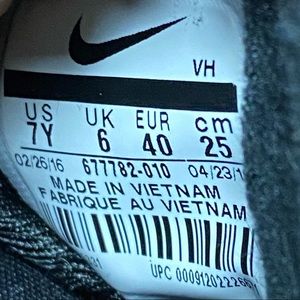 VH
US UK EUR cm
7Y 6 40 25
02/26/16 677782-010 04/23/1
MADE IN VIETNAM
FABRIQUE AU VIETNAM
UPC